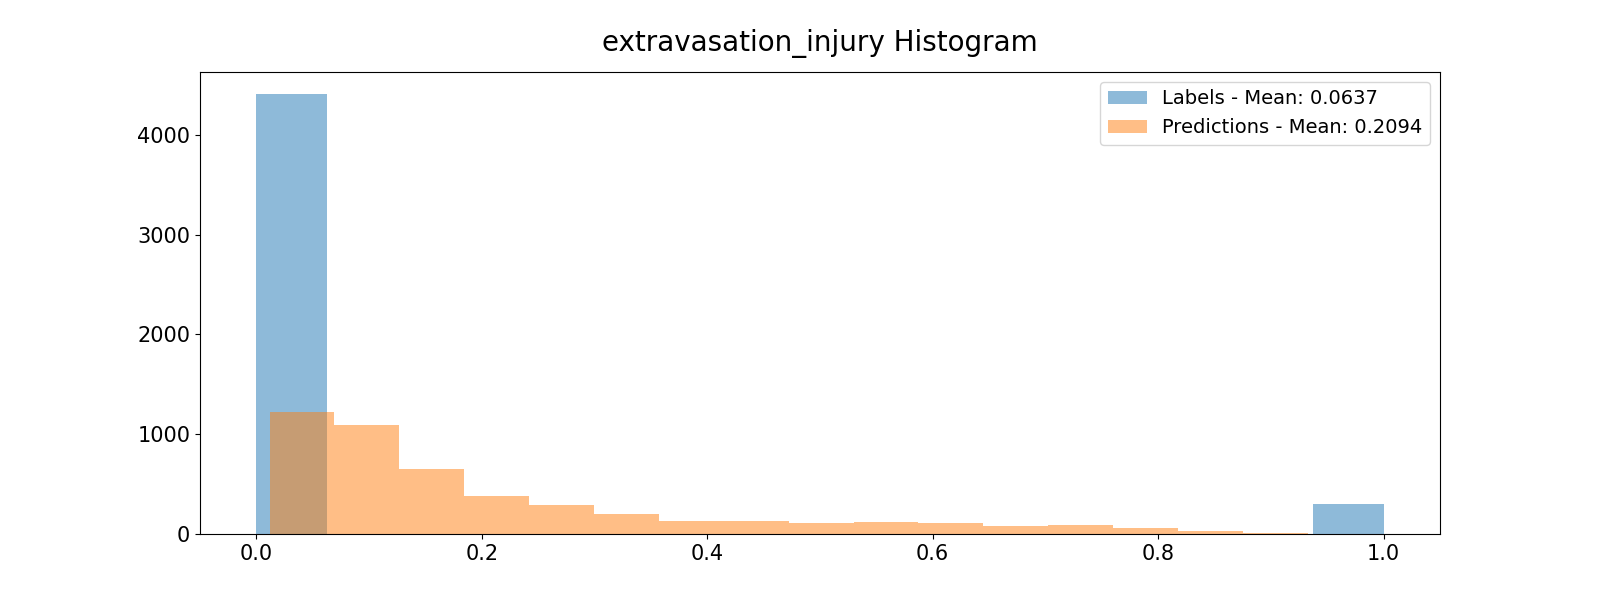 extravasation_injury Histogram
Labels - Mean: 0.0637
Predictions - Mean: 0.2094
4000
3000
2000
1000
0
0.0 0.2 0.4 0.6 0.8 1.0